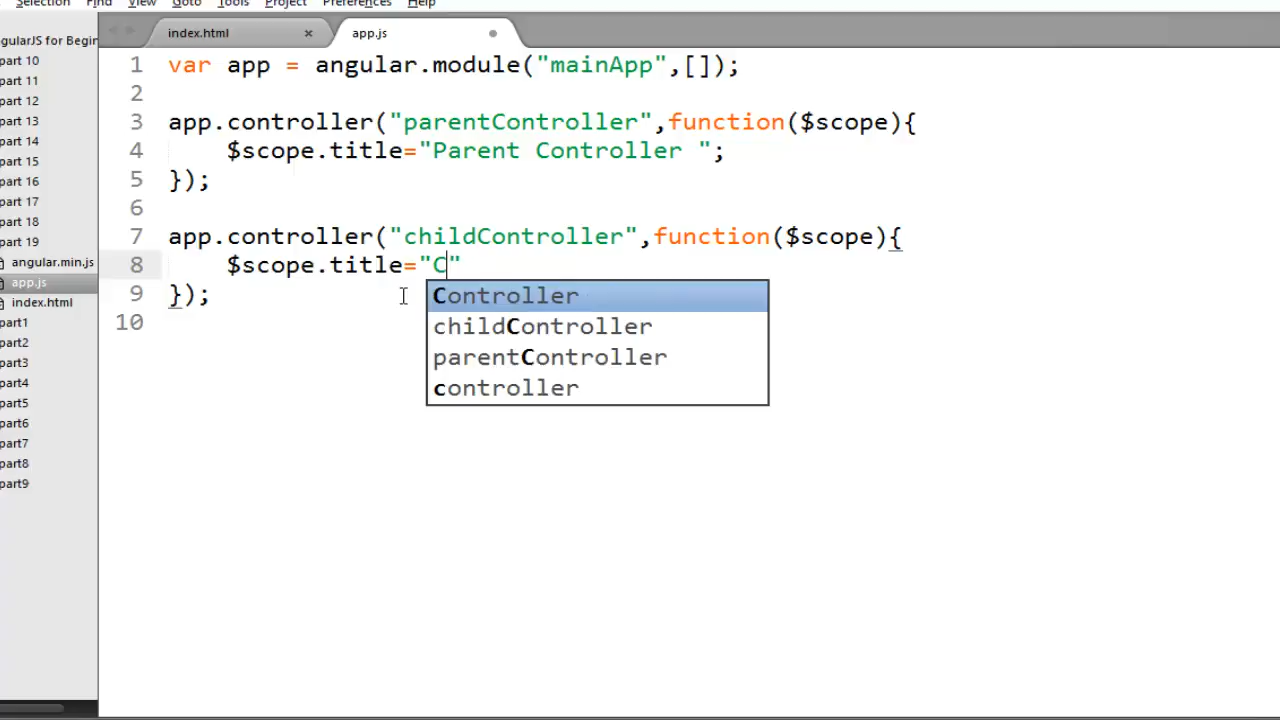 Selection Find View Goto Tools Project Preferences Help
index.html × app.js
gularJS for Begin
part 10
part 11
part 12
part 13
part 14
part 15
part 16
part 17
part 18
part 19
angular.min.js
app.js
index.html
part1
part2
part3
part4
part5
part6
part7
part8
part9
1 var app = angular.module("mainApp",[]);
2
3 app.controller("parentController",function($scope){
4 $scope.title="Parent Controller ";
5 });
6
7 app.controller("childController",function($scope){
8 $scope.title="C"
9 });
10
Controller
childController
parentController
controller